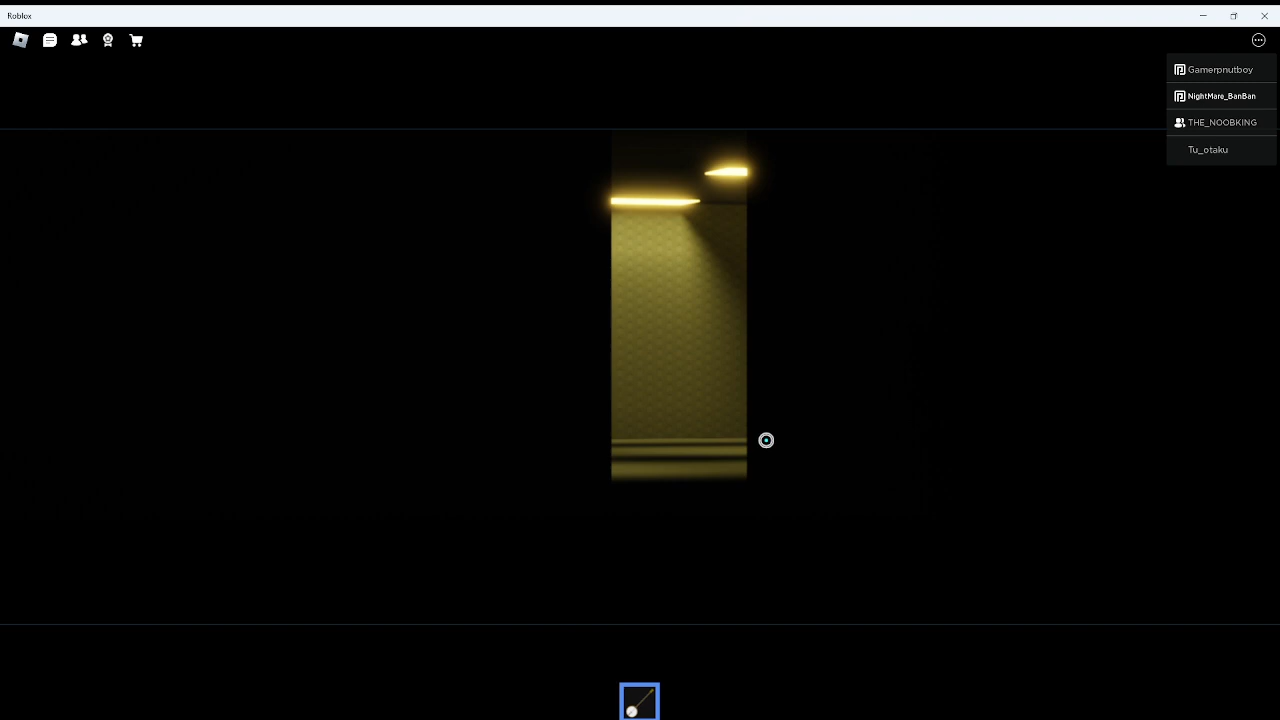 Roblox
Gamerpnutboy
NightMare_BanBan
THE_NOOBKING
Tu_otaku